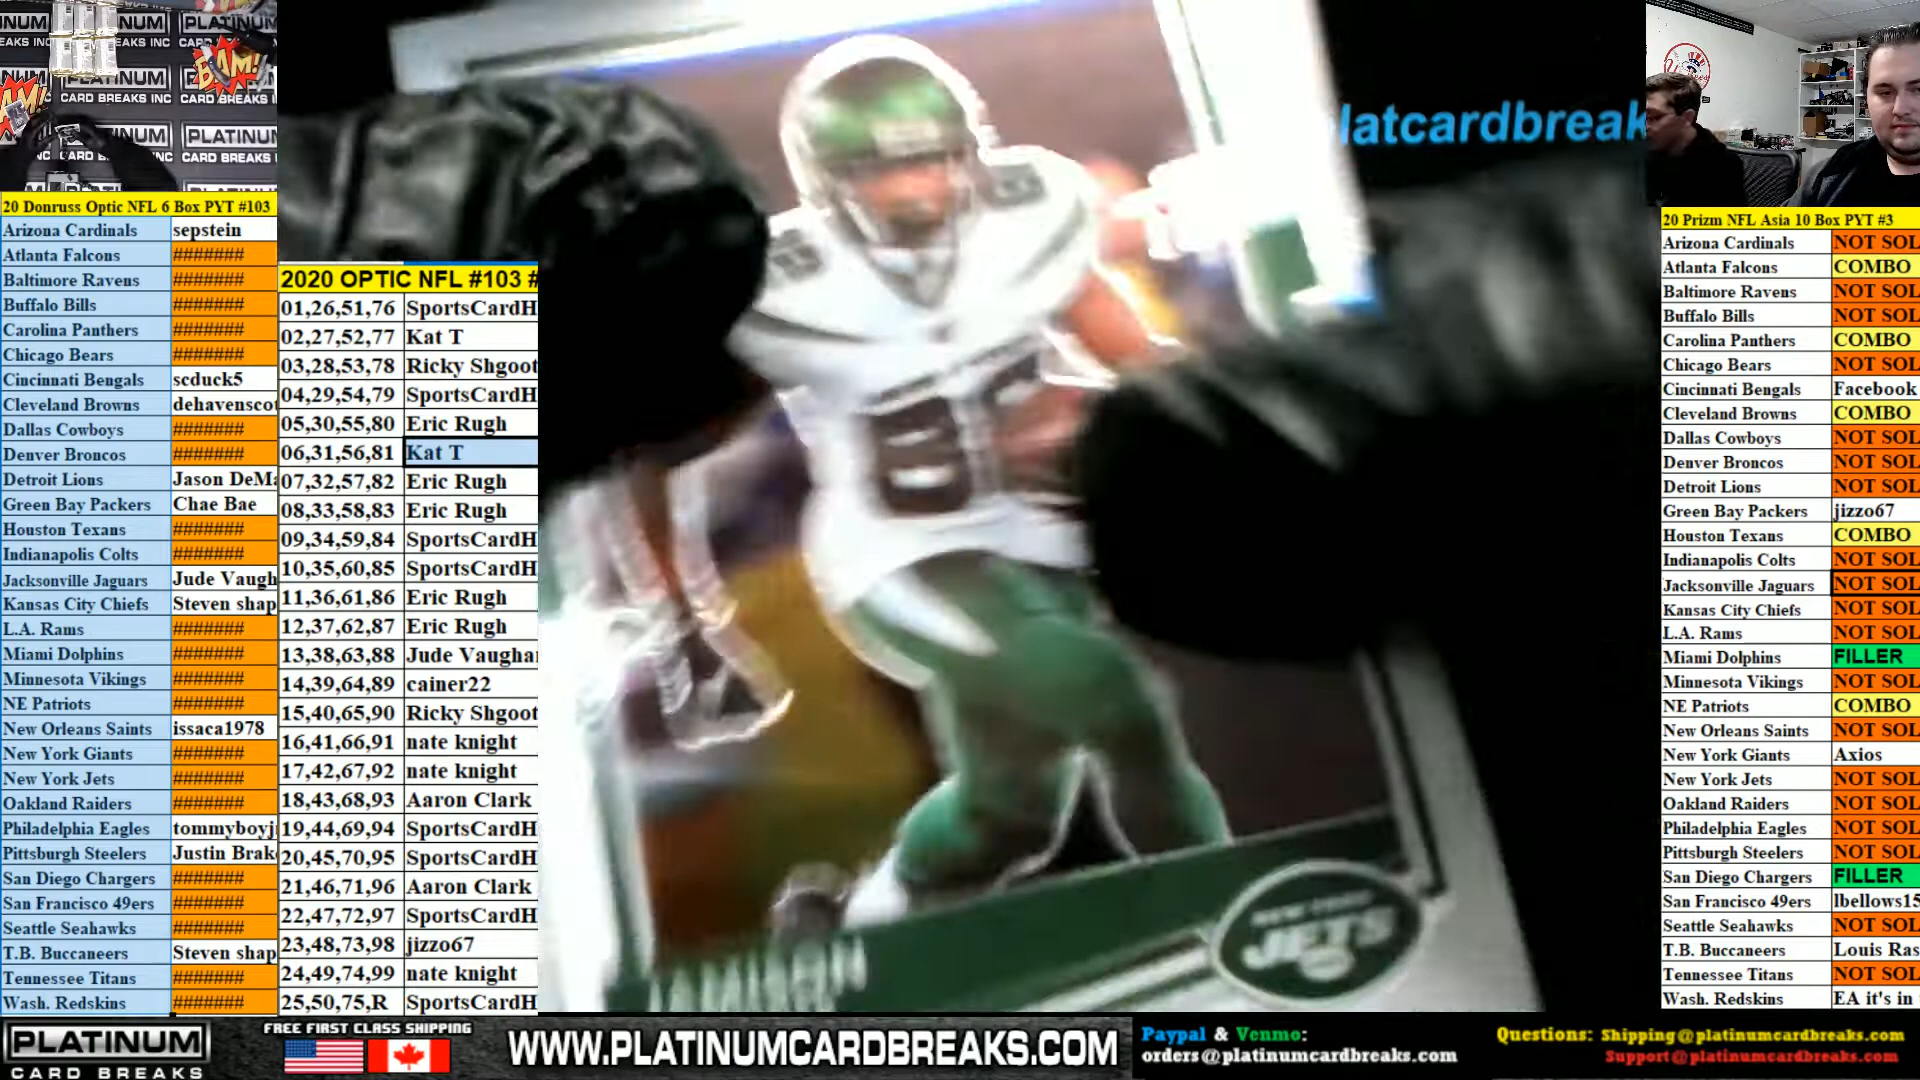 20 Donruss Optic NFL 6 Box PYT #103
Arizona Cardinals sepstein
Atlanta Falcons #######
Baltimore Ravens #######
Buffalo Bills #######
Carolina Panthers #######
Chicago Bears #######
Cincinnati Bengals scduck5
Cleveland Browns dehavensco
Dallas Cowboys #######
Denver Broncos #######
Detroit Lions Jason DeMa
Green Bay Packers Chae Bae
Houston Texans #######
Indianapolis Colts #######
Jacksonville Jaguars Jude Vaugh
Kansas City Chiefs Steven shap
L.A. Rams #######
Miami Dolphins #######
Minnesota Vikings #######
NE Patriots #######
New Orleans Saints issaca1978
New York Giants #######
New York Jets #######
Oakland Raiders #######
Philadelphia Eagles tommyboyj
Pittsburgh Steelers Justin Brak
San Diego Chargers #######
San Francisco 49ers #######
Seattle Seahawks #######
T.B. Buccaneers Steven shap
Tennessee Titans #######
Wash. Redskins #######
2020 OPTIC NFL #103 #
01,26,51,76 SportsCardH
02,27,52,77 Kat T
03,28,53,78 Ricky Shgoot
04,29,54,79 SportsCardH
05,30,55,80 Eric Rugh
06,31,56,81 Kat T
07,32,57,82 Eric Rugh
08,33,58,83 Eric Rugh
09,34,59,84 SportsCardH
10,35,60,85 SportsCardH
11,36,61,86 Eric Rugh
12,37,62,87 Eric Rugh
13,38,63,88 Jude Vaugha
14,39,64,89 cainer22
15,40,65,90 Ricky Shgoot
16,41,66,91 nate knight
17,42,67,92 nate knight
18,43,68,93 Aaron Clark
19,44,69,94 SportsCardH
20,45,70,95 SportsCardH
21,46,71,96 Aaron Clark
22,47,72,97 SportsCardH
23,48,73,98 jizzo67
24,49,74,99 nate knight
25,50,75,R SportsCardH
latcardbreak
JETS
20 Prizm NFL Asia 10 Box PYT #3
Arizona Cardinals NOT SOL
Atlanta Falcons COMBO
Baltimore Ravens NOT SOL
Buffalo Bills NOT SOL
Carolina Panthers COMBO
Chicago Bears NOT SOL
Cincinnati Bengals Facebook
Cleveland Browns COMBO
Dallas Cowboys NOT SOL
Denver Broncos NOT SOL
Detroit Lions NOT SOL
Green Bay Packers jizzo67
Houston Texans COMBO
Indianapolis Colts NOT SOL
Jacksonville Jaguars NOT SOL
Kansas City Chiefs NOT SOL
L.A. Rams NOT SOL
Miami Dolphins FILLER
Minnesota Vikings NOT SOL
NE Patriots COMBO
New Orleans Saints NOT SOL
New York Giants Axios
New York Jets NOT SOL
Oakland Raiders NOT SOL
Philadelphia Eagles NOT SOL
Pittsburgh Steelers NOT SOL
San Diego Chargers FILLER
San Francisco 49ers lbellows15
Seattle Seahawks NOT SOL
T.B. Buccaneers Louis Ras
Tennessee Titans NOT SOL
Wash. Redskins EA it's in
PLATINUM
CARD BREAKS
FREE FIRST CLASS SHIPPING
WWW.PLATINUMCARDBREAKS.COM
Paypal & Venmo:
orders@platinumcardbreaks.com
Questions: Shipping@platinumcardbreaks.com
Support@platinumcardbreaks.com